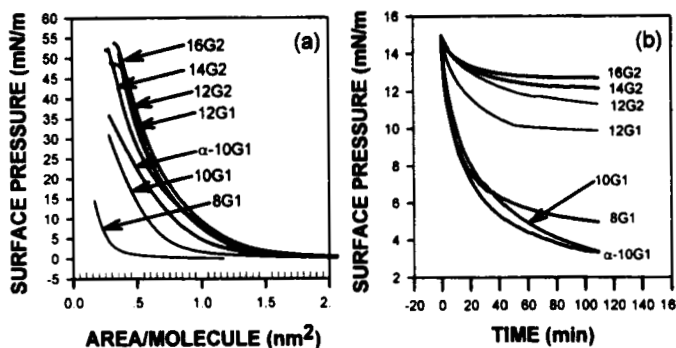 SURFACE PRESSURE (mN/m)
60
55
50
45
40
35
30
25
20
15
10
5
0
-5
(a)
16G2
14G2
12G2
12G1
α-10G1
10G1
8G1
0.0
.5
1.0
1.5
2.
AREA/MOLECULE (nm²)
SURFACE PRESSURE (mN/m)
16
14
12
10
8
6
4
2
(b)
16G2
14G2
12G2
12G1
10G1
8G1
α-10G1
-20 0 20 40 60 80 100 120 14 16
TIME (min)